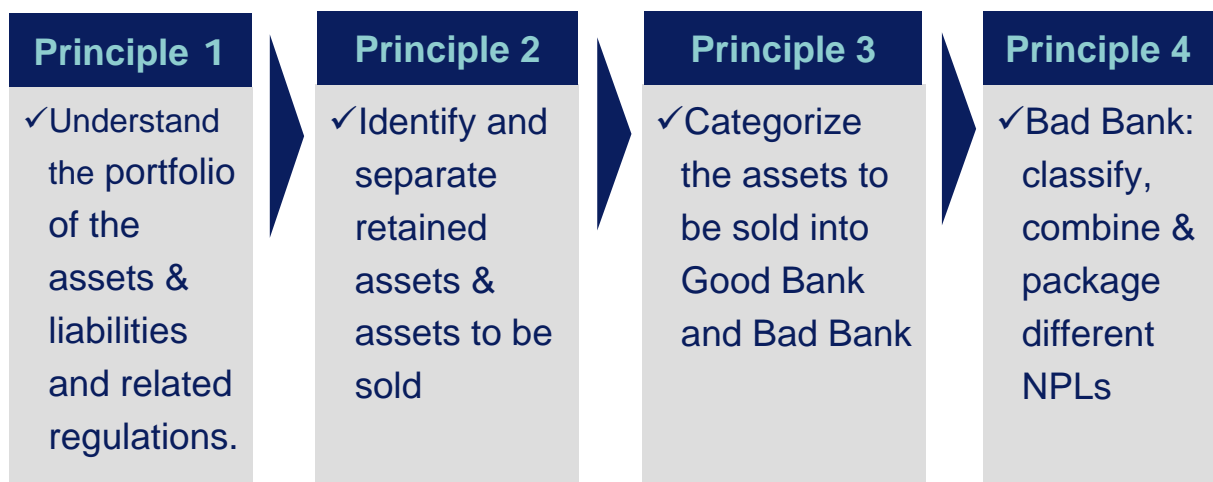 Principle 1
✓Understand
the portfolio
of the
assets &
liabilities
and related
regulations.
Principle 2
✓Identify and
separate
retained
assets &
assets to be
sold
Principle 3
✓Categorize
the assets to
be sold into
Good Bank
and Bad Bank
Principle 4
✓Bad Bank:
classify,
combine &
package
different
NPLs